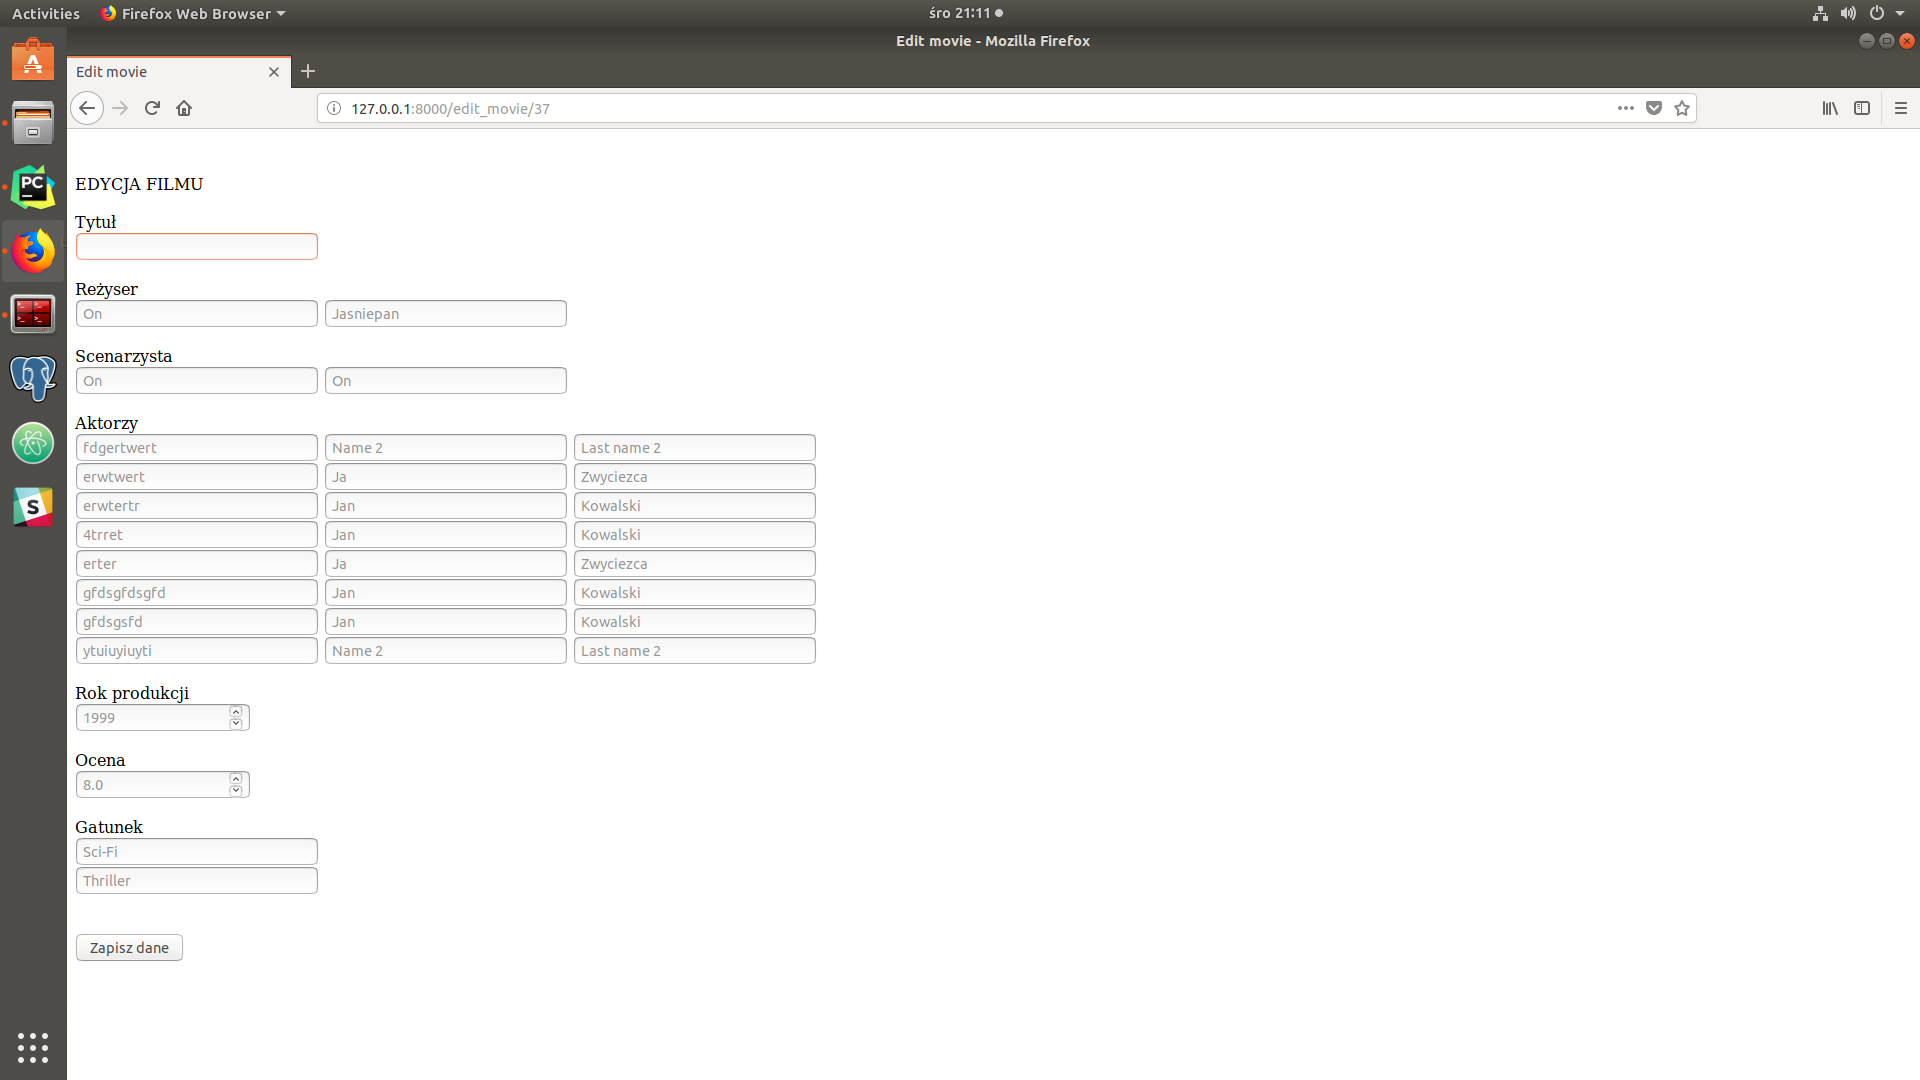 Activities Firefox Web Browser śro 21:11
Edit movie - Mozilla Firefox
Edit movie
127.0.0.1:8000/edit_movie/37
EDYCJA FILMU
Tytuł
Reżyser
On Jasniepan
Scenarzysta
On On
Aktorzy
fdgertwert Name 2 Last name 2
erwtwert Ja Zwyciezca
erwtertr Jan Kowalski
4trret Jan Kowalski
erter Ja Zwyciezca
gfdsgfdsgfd Jan Kowalski
gfdsgsfd Jan Kowalski
ytuiuyiuyti Name 2 Last name 2
Rok produkcji
1999
Ocena
8.0
Gatunek
Sci-Fi
Thriller
Zapisz dane
PC
S